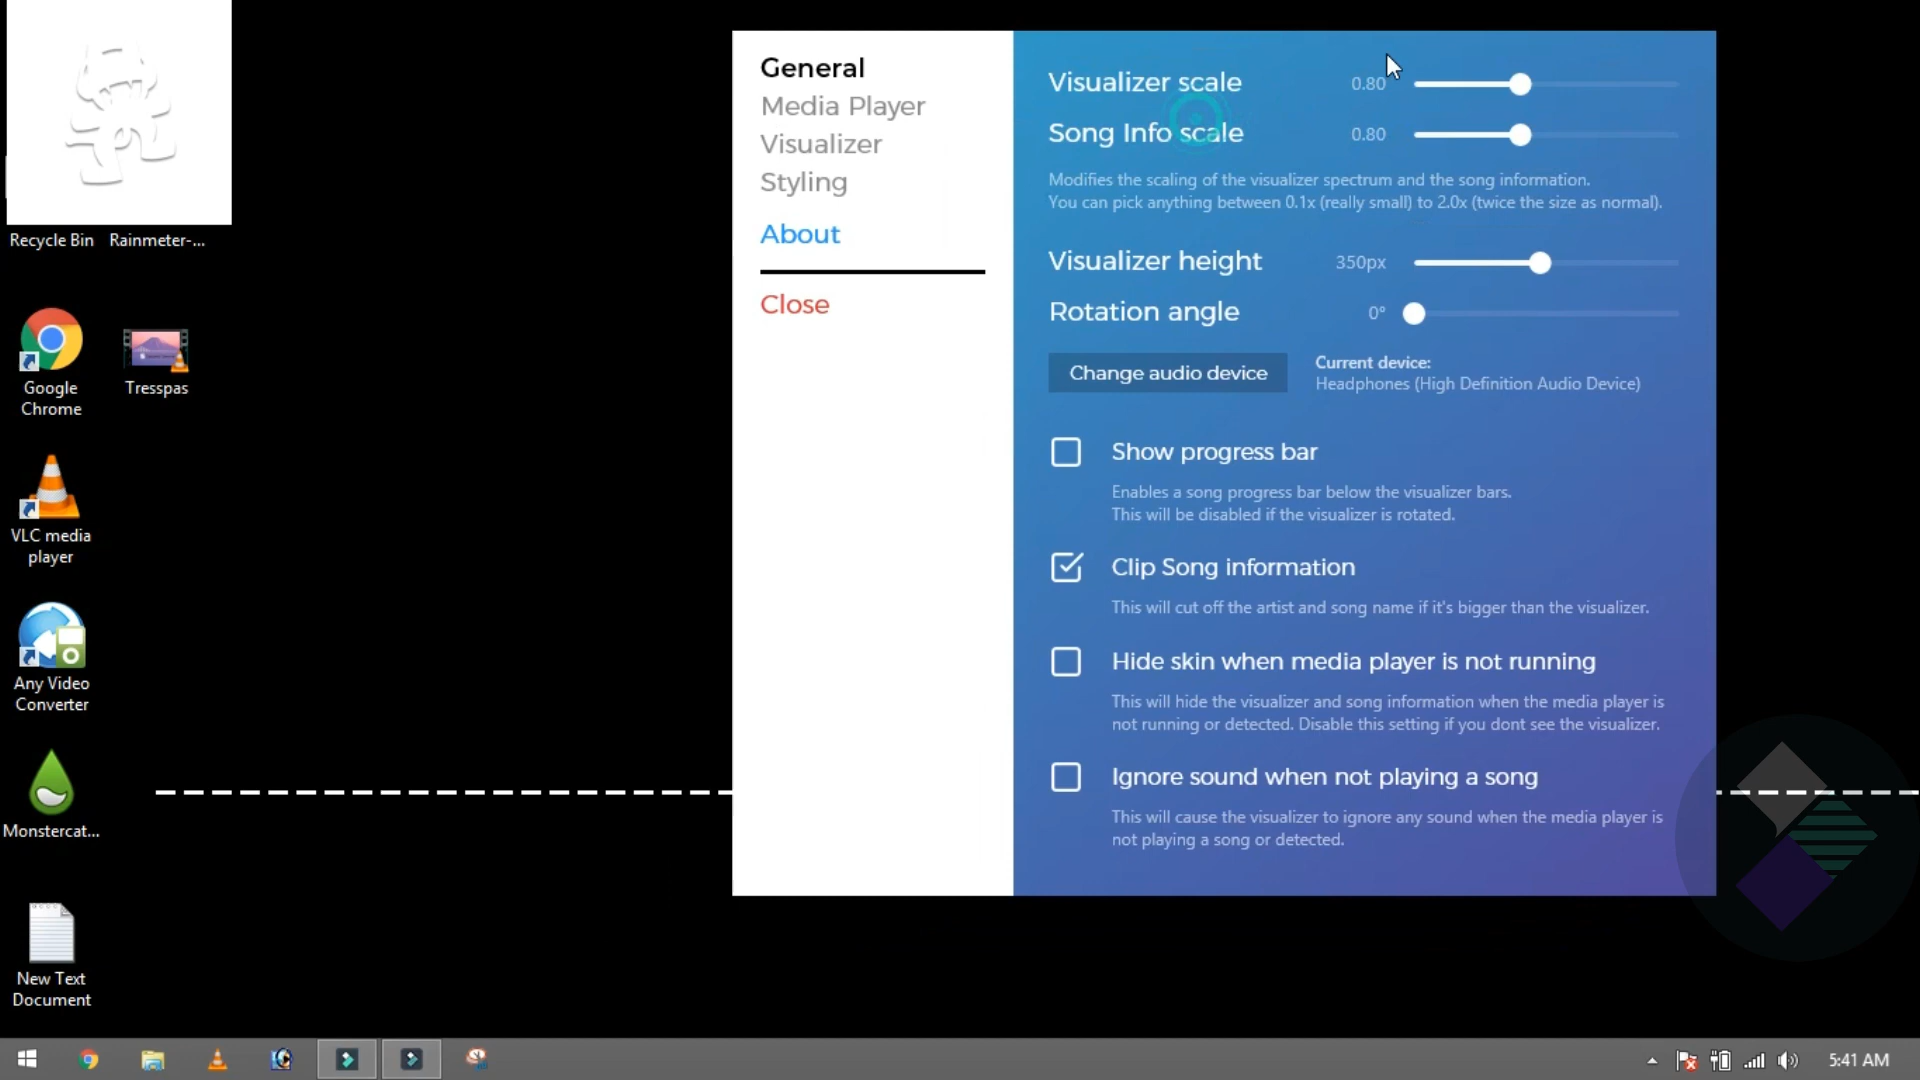 Recycle Bin
Rainmeter-...
Google
Chrome
Tresspas
VLC media
player
Any Video
Converter
Monstercat...
New Text
Document
General
Media Player
Visualizer
Styling
About
Close
Visualizer scale 0.80
Song Info scale 0.80
Modifies the scaling of the visualizer spectrum and the song information.
You can pick anything between 0.1x (really small) to 2.0x (twice the size as normal).
Visualizer height 350px
Rotation angle 0°
Change audio device
Current device:
Headphones (High Definition Audio Device)
Show progress bar
Enables a song progress bar below the visualizer bars.
This will be disabled if the visualizer is rotated.
Clip Song information
This will cut off the artist and song name if it's bigger than the visualizer.
Hide skin when media player is not running
This will hide the visualizer and song information when the media player is
not running or detected. Disable this setting if you dont see the visualizer.
Ignore sound when not playing a song
This will cause the visualizer to ignore any sound when the media player is
not playing a song or detected.
5:41 AM